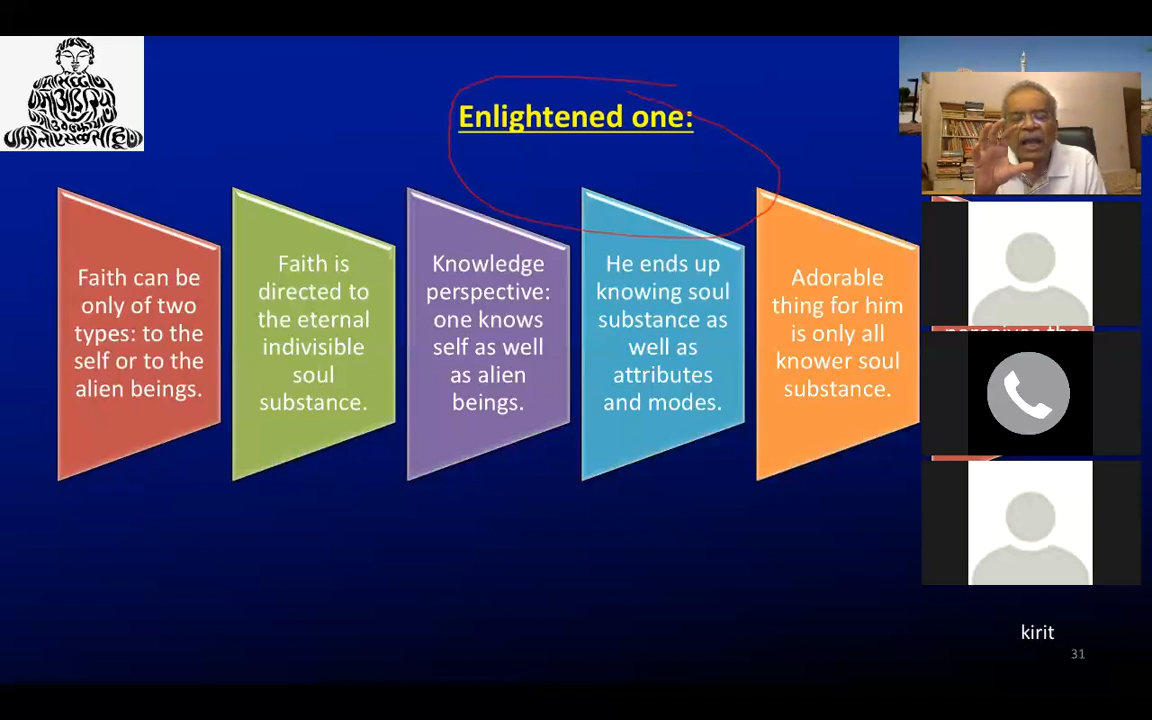 Enlightened one:
Faith can be
only of two
types: to the
self or to the
alien beings.
Faith is
directed to
the eternal
indivisible
soul
substance.
Knowledge
perspective:
one knows
self as well
as alien
beings.
He ends up
knowing soul
substance as
well as
attributes
and modes.
Adorable
thing for him
is only all
knower soul
substance.
kirit
31